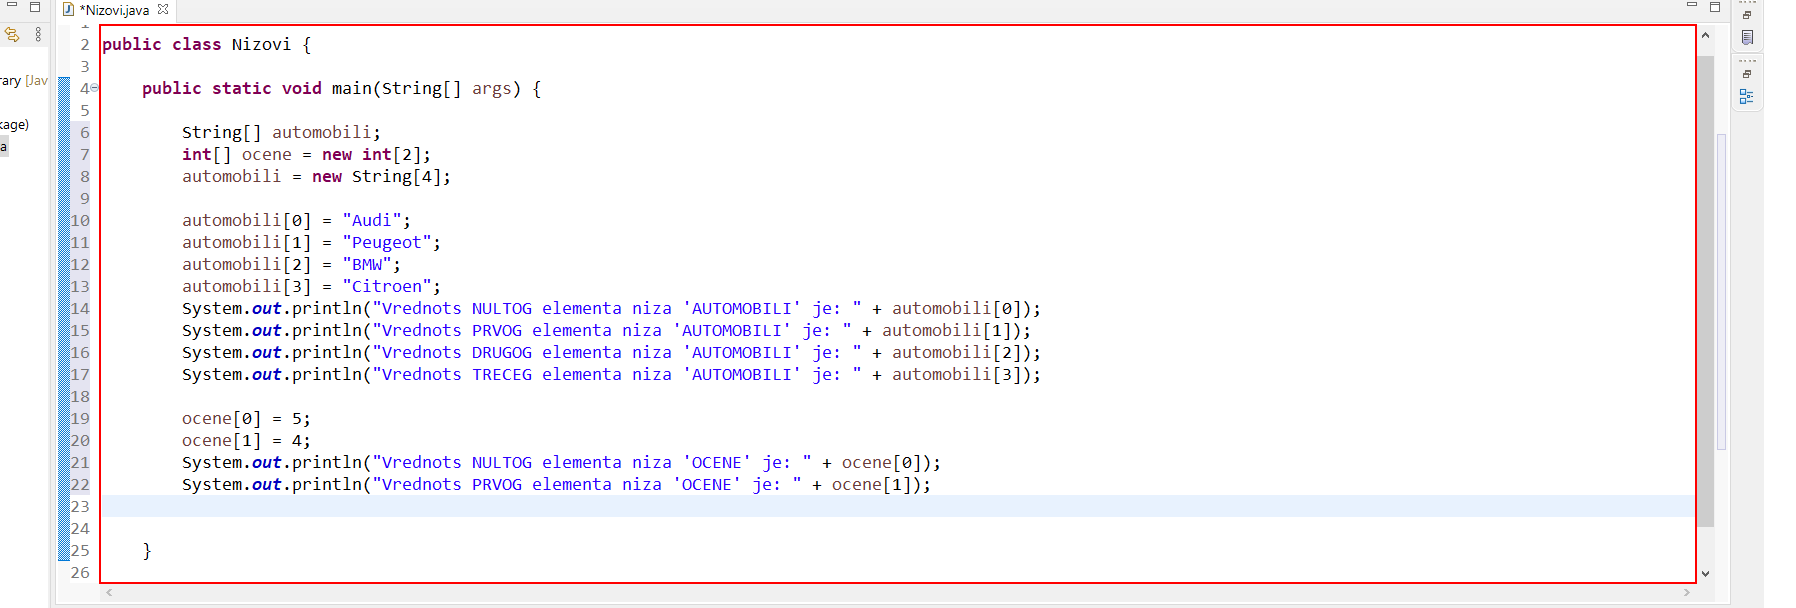 *Nizovi.java
rary [Jav
kage)
a
2 public class Nizovi {
3
4 public static void main(String[] args) {
5
6 String[] automobili;
7 int[] ocene = new int[2];
8 automobili = new String[4];
9
10 automobili[0] = "Audi";
11 automobili[1] = "Peugeot";
12 automobili[2] = "BMW";
13 automobili[3] = "Citroen";
14 System.out.println("Vrednots NULTOG elementa niza 'AUTOMOBILI' je: " + automobili[0]);
15 System.out.println("Vrednots PRVOG elementa niza 'AUTOMOBILI' je: " + automobili[1]);
16 System.out.println("Vrednots DRUGOG elementa niza 'AUTOMOBILI' je: " + automobili[2]);
17 System.out.println("Vrednots TRECEG elementa niza 'AUTOMOBILI' je: " + automobili[3]);
18
19 ocene[0] = 5;
20 ocene[1] = 4;
21 System.out.println("Vrednots NULTOG elementa niza 'OCENE' je: " + ocene[0]);
22 System.out.println("Vrednots PRVOG elementa niza 'OCENE' je: " + ocene[1]);
23
24
25 }
26